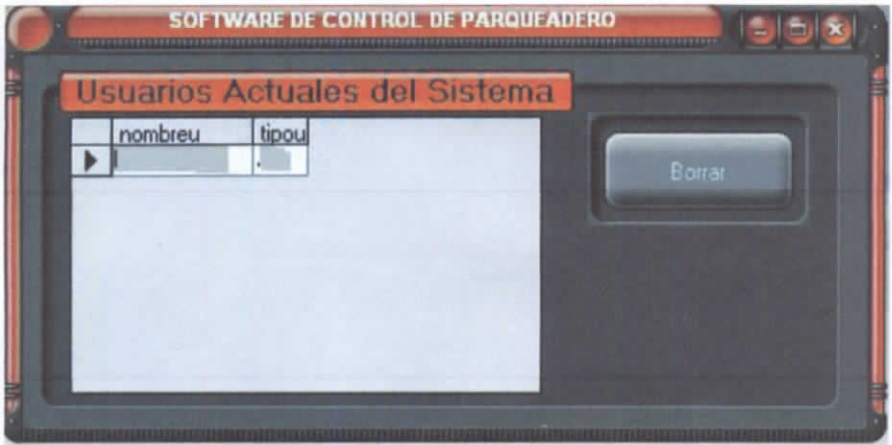 SOFTWARE DE CONTROL DE PARQUEADERO
Usuarios Actuales del Sistema
nombreu tipou
Borrar